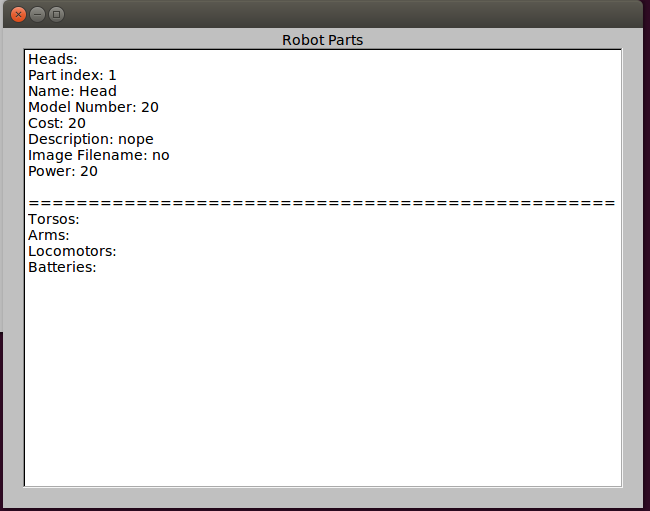 Robot Parts
Heads:
Part index: 1
Name: Head
Model Number: 20
Cost: 20
Description: nope
Image Filename: no
Power: 20
=================================================
Torsos:
Arms:
Locomotors:
Batteries: